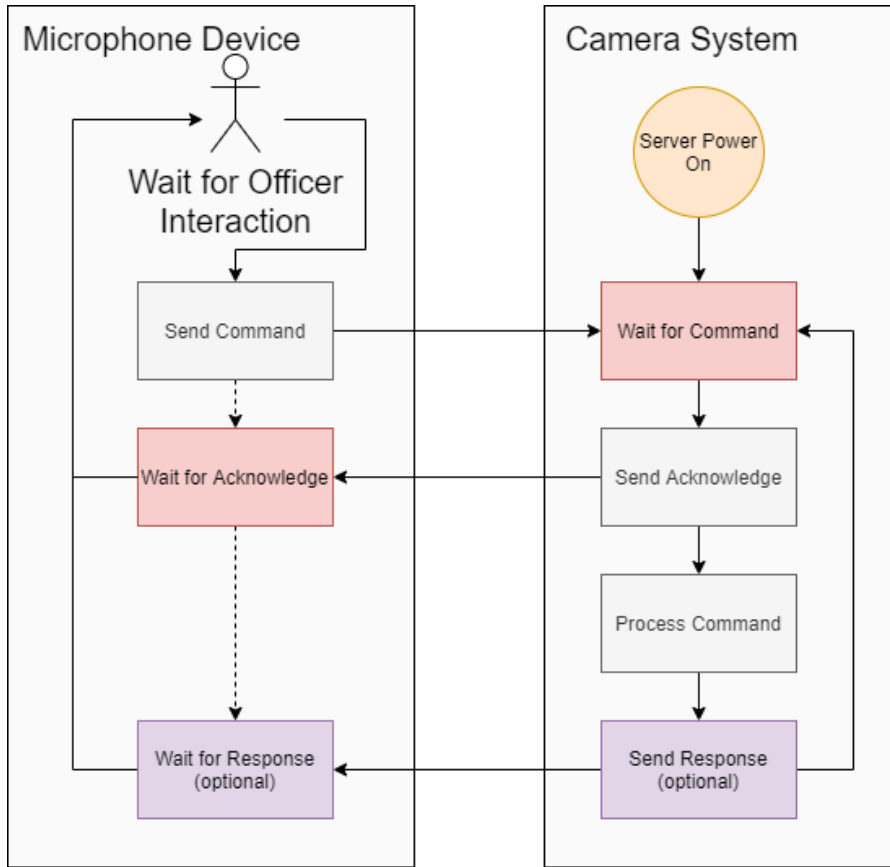 Microphone Device
Wait for Officer
Interaction
Send Command
Wait for Acknowledge
Wait for Response
(optional)
Camera System
Server Power
On
Wait for Command
Send Acknowledge
Process Command
Send Response
(optional)